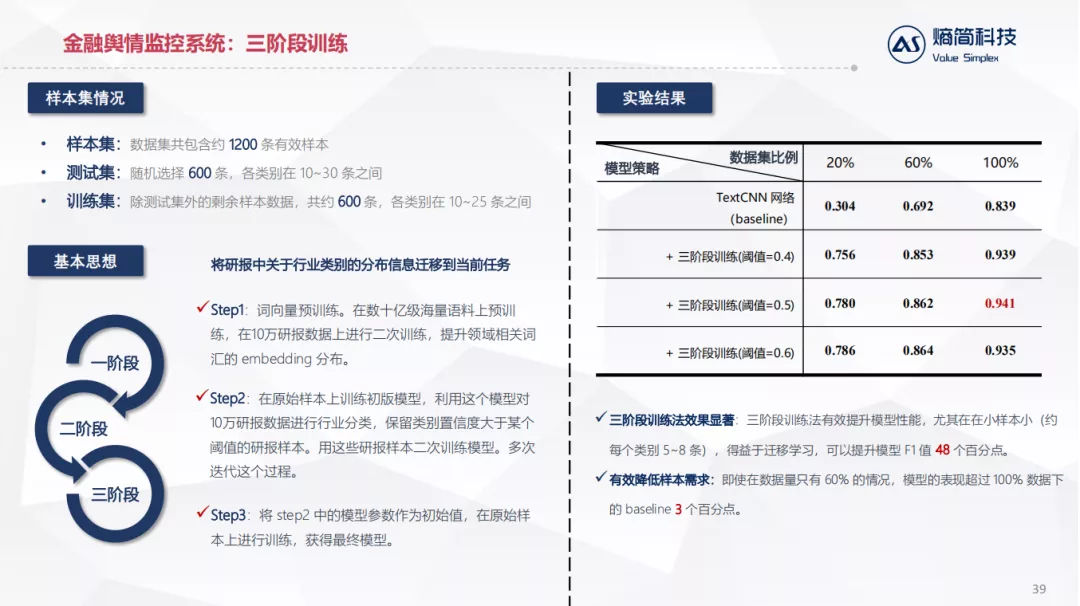 金融舆情监控系统：三阶段训练
熵简科技
Value Simplex
样本集情况
• 样本集：数据集共包含约 1200 条有效样本
• 测试集：随机选择 600 条，各类别在 10~30 条之间
• 训练集：除测试集外的剩余样本数据，共约 600 条，各类别在 10~25 条之间
基本思想
将研报中关于行业类别的分布信息迁移到当前任务
一阶段
二阶段
三阶段
✓Step1：词向量预训练。在数十亿级海量语料上预训
练，在10万研报数据上进行二次训练，提升领域相关词
汇的 embedding 分布。
✓Step2：在原始样本上训练初版模型，利用这个模型对
10万研报数据进行行业分类，保留类别置信度大于某个
阈值的研报样本。用这些研报样本二次训练模型。多次
迭代这个过程。
✓Step3：将 step2 中的模型参数作为初始值，在原始样
本上进行训练，获得最终模型。
实验结果
数据集比例 20% 60% 100%
模型策略
TextCNN 网络
（baseline） 0.304 0.692 0.839
+ 三阶段训练(阈值=0.4) 0.756 0.853 0.939
+ 三阶段训练(阈值=0.5) 0.780 0.862 0.941
+ 三阶段训练(阈值=0.6) 0.786 0.864 0.935
✓三阶段训练法效果显著：三阶段训练法有效提升模型性能，尤其在在小样本小（约
每个类别 5~8 条），得益于迁移学习，可以提升模型 F1 值 48 个百分点。
✓有效降低样本需求：即使在数据量只有 60% 的情况，模型的表现超过 100% 数据下
的 baseline 3 个百分点。
39